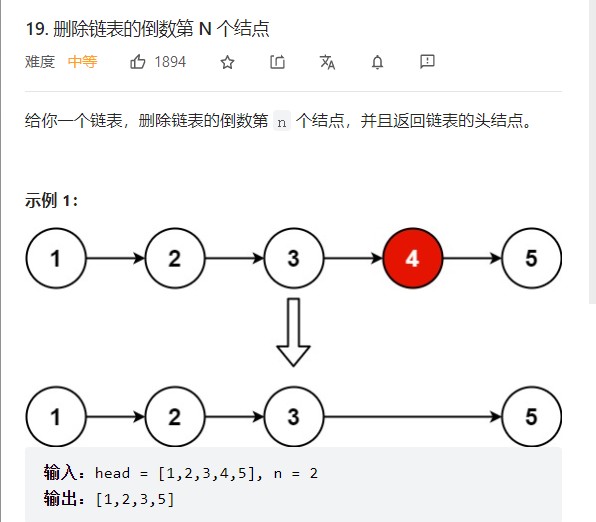 19. 删除链表的倒数第 N 个结点
难度 中等 1894
给你一个链表，删除链表的倒数第 n 个结点，并且返回链表的头结点。
示例 1：
1 2 3 4 5
1 2 3 5
输入：head = [1,2,3,4,5], n = 2
输出：[1,2,3,5]